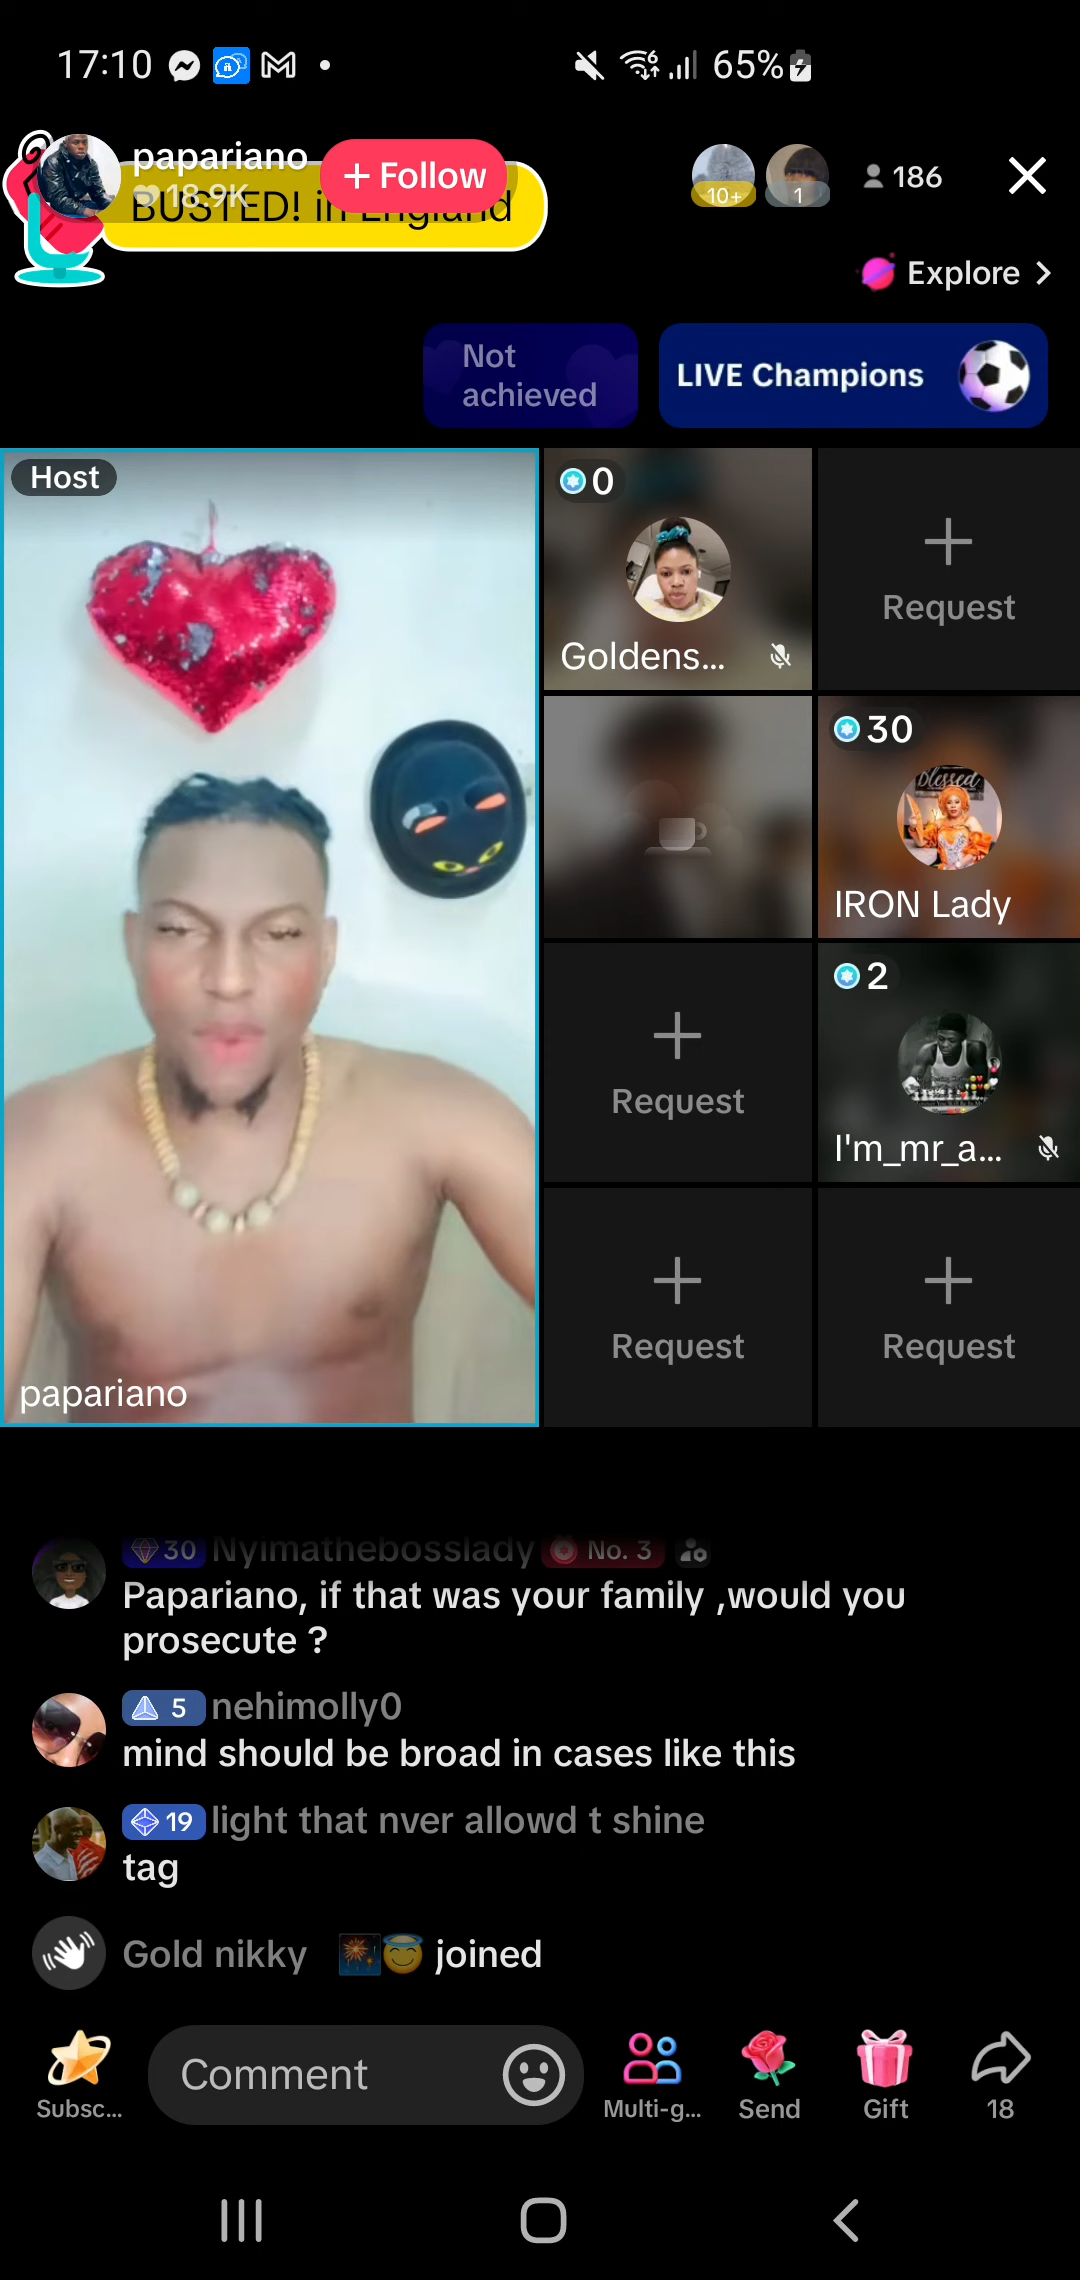 17:10
65%
papariano
18.9K
+ Follow
BUSTED! in England
10+
1
186
Explore
Not
achieved
LIVE Champions
Host
0
Goldens...
Request
Blessed
30
IRON Lady
Request
2
I'm_mr_a...
Request
Request
papariano
30 Nyimathebosslady No. 3
Papariano, if that was your family ,would you
prosecute ?
5 nehimolly0
mind should be broad in cases like this
19 light that nver allowd t shine
tag
Gold nikky joined
Subsc...
Comment
Multi-g...
Send
Gift
18